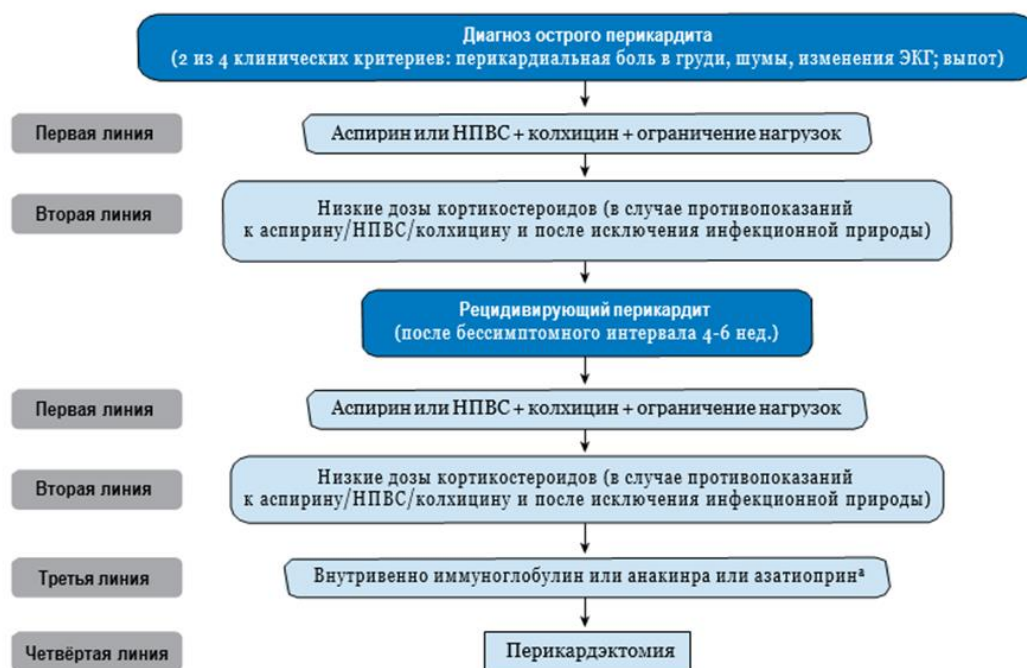 Диагноз острого перикардита
(2 из 4 клинических критериев: перикардиальная боль в груди, шумы, изменения ЭКГ; выпот)
Первая линия
Аспирин или НПВС + колхицин + ограничение нагрузок
Вторая линия
Низкие дозы кортикостероидов (в случае противопоказаний
к аспирину/НПВС/колхицину и после исключения инфекционной природы)
Рецидивирующий перикардит
(после бессимптомного интервала 4-6 нед.)
Первая линия
Аспирин или НПВС + колхицин + ограничение нагрузок
Вторая линия
Низкие дозы кортикостероидов (в случае противопоказаний
к аспирину/НПВС/колхицину и после исключения инфекционной природы)
Третья линия
Внутривенно иммуноглобулин или анакинра или азатиопринª
Четвёртая линия
Перикардэктомия